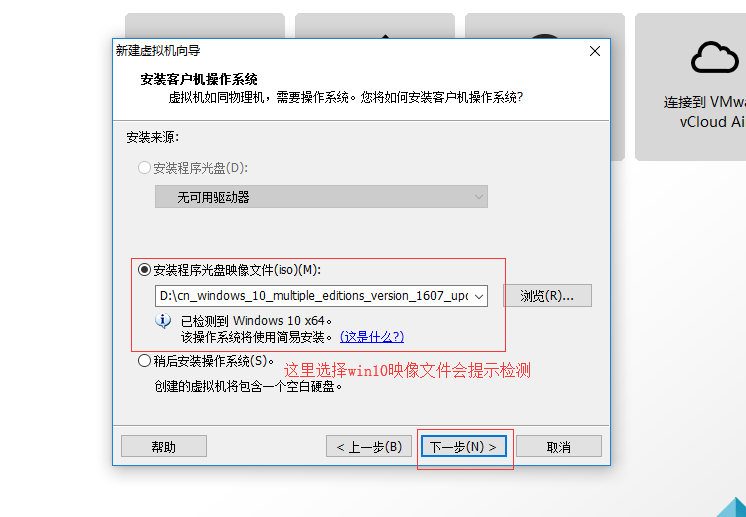 新建虚拟机向导
安装客户机操作系统
虚拟机如同物理机，需要操作系统。您将如何安装客户机操作系统?
连接到 VMwa
vCloud Ai
安装来源:
安装程序光盘(D):
无可用驱动器
安装程序光盘映像文件(iso)(M):
D:\cn_windows_10_multiple_editions_version_1607_upd
浏览(R)...
已检测到 Windows 10 x64。
该操作系统将使用简易安装。 (这是什么?)
稍后安装操作系统(S)。
这里选择win10映像文件会提示检测
创建的虚拟机将包含一个空白硬盘。
帮助
< 上一步(B)
下一步(N) >
取消